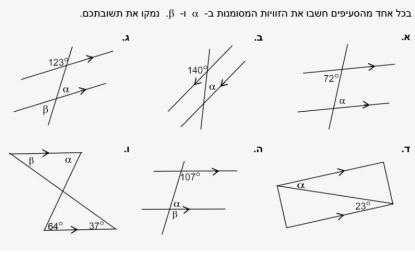 בכל אחד מהסעיפים חשבו את הזוויות המסומנות ב- α ו- β. נמקו את תשובתכם.
א. ב. ג.
72° α
140° α
123° α β
ד. ה. ו.
α 23°
107° α β
β α 64° 37°